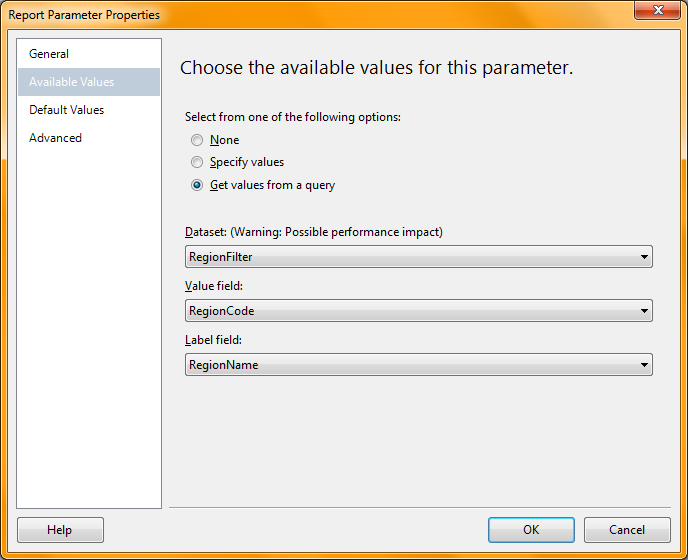 Report Parameter Properties
General
Available Values
Default Values
Advanced
Choose the available values for this parameter.
Select from one of the following options:
None
Specify values
Get values from a query
Dataset: (Warning: Possible performance impact)
RegionFilter
Value field:
RegionCode
Label field:
RegionName
Help
OK
Cancel